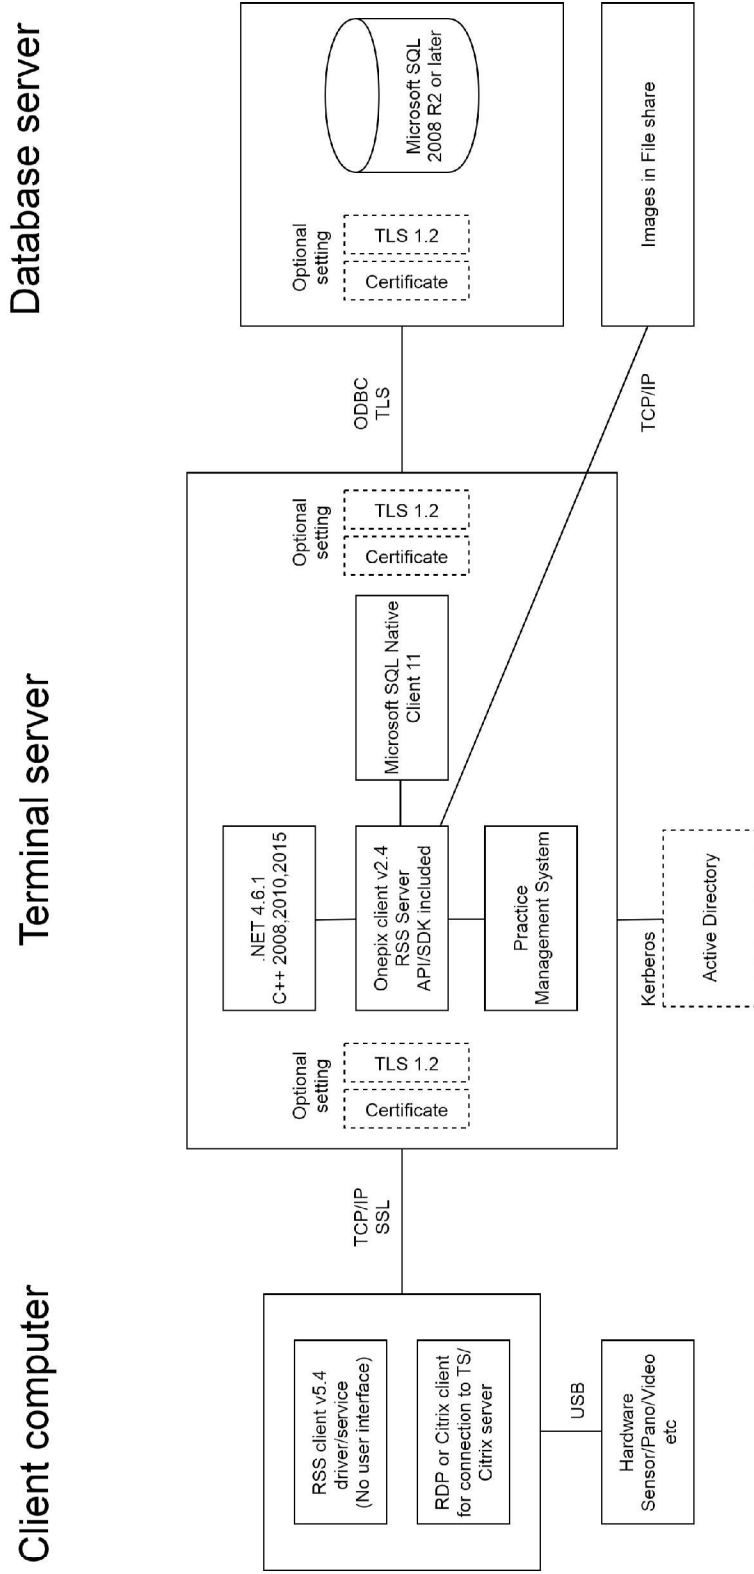 Client computer
Terminal server
Database server
RSS client v5.4
driver/service
(No user interface)
RDP or Citrix client
for connection to TS/
Citrix server
USB
Hardware
Sensor/Pano/Video
etc
TCP/IP
SSL
Optional
setting
Certificate
TLS 1.2
.NET 4.6.1
C++ 2008,2010,2015
Onepix client v2.4
RSS Server
API/SDK included
Practice
Management System
Microsoft SQL Native
Client 11
Optional
setting
Certificate
TLS 1.2
Kerberos
Active Directory
ODBC
TLS
TCP/IP
Optional
setting
Certificate
TLS 1.2
Microsoft SQL
2008 R2 or later
Images in File share